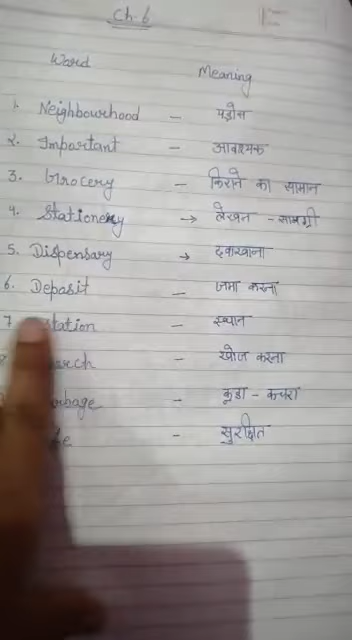 Ch. 6
Word Meaning
1. Neighbourhood - पड़ोस
2. Important - आवश्यक
3. Grocery - किराने का सामान
4. Stationery → लेखन - सामग्री
5. Dispensary → दवाखाना
6. Deposit - जमा करना
7. Station - स्थान
- खोज करना
- कूडा - कचरा
- सुरक्षित